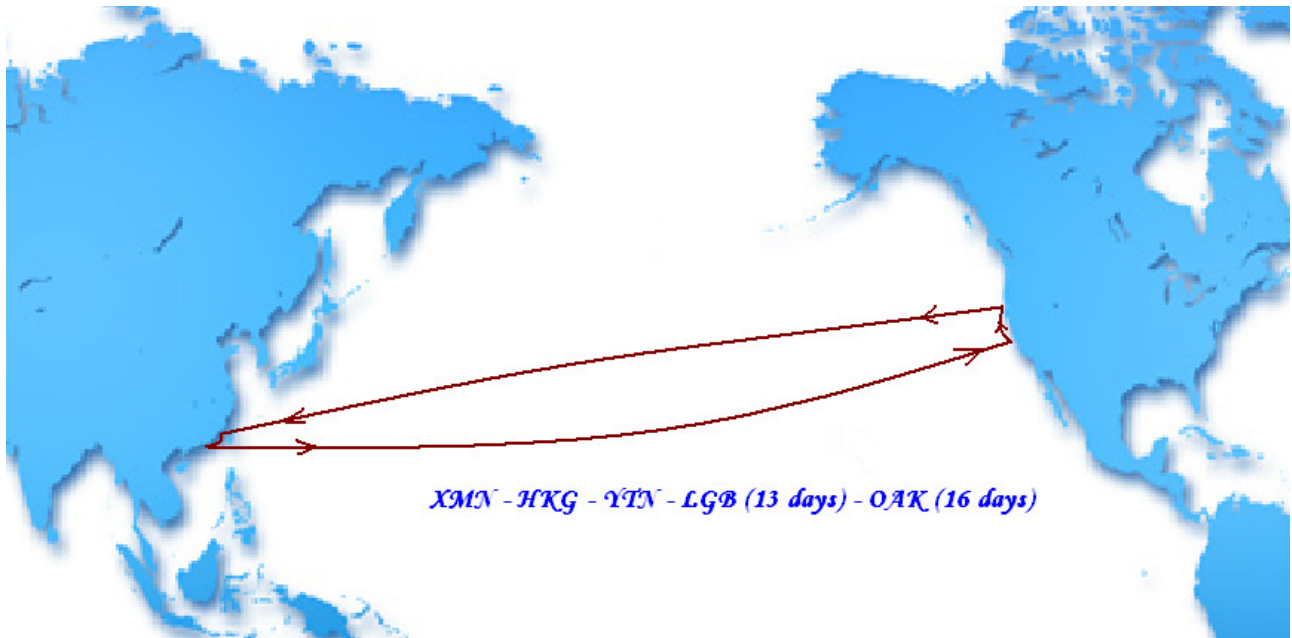 XMN - HKG - YTN - LGB (13 days) - OAK (16 days)